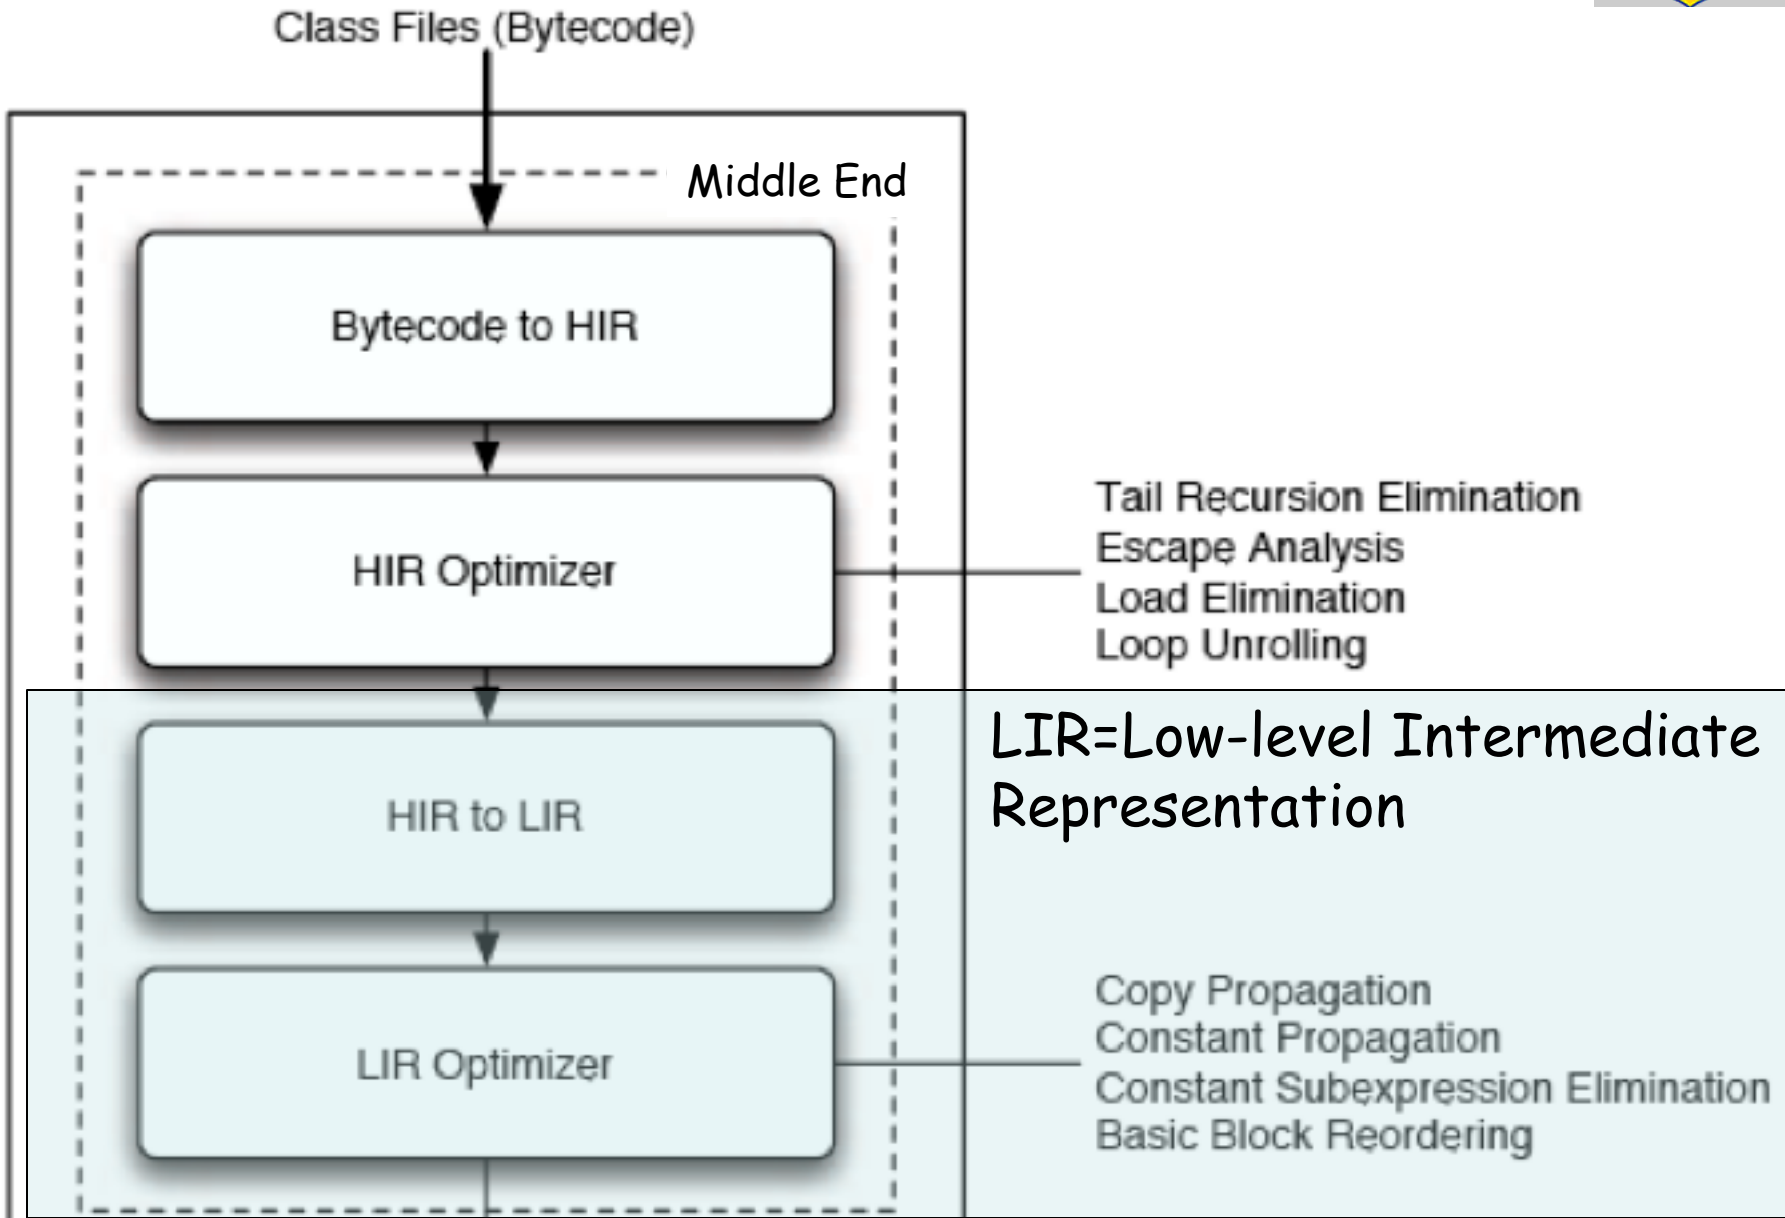 Class Files (Bytecode)
Middle End
Bytecode to HIR
HIR Optimizer
Tail Recursion Elimination
Escape Analysis
Load Elimination
Loop Unrolling
LIR=Low-level Intermediate
Representation
HIR to LIR
LIR Optimizer
Copy Propagation
Constant Propagation
Constant Subexpression Elimination
Basic Block Reordering